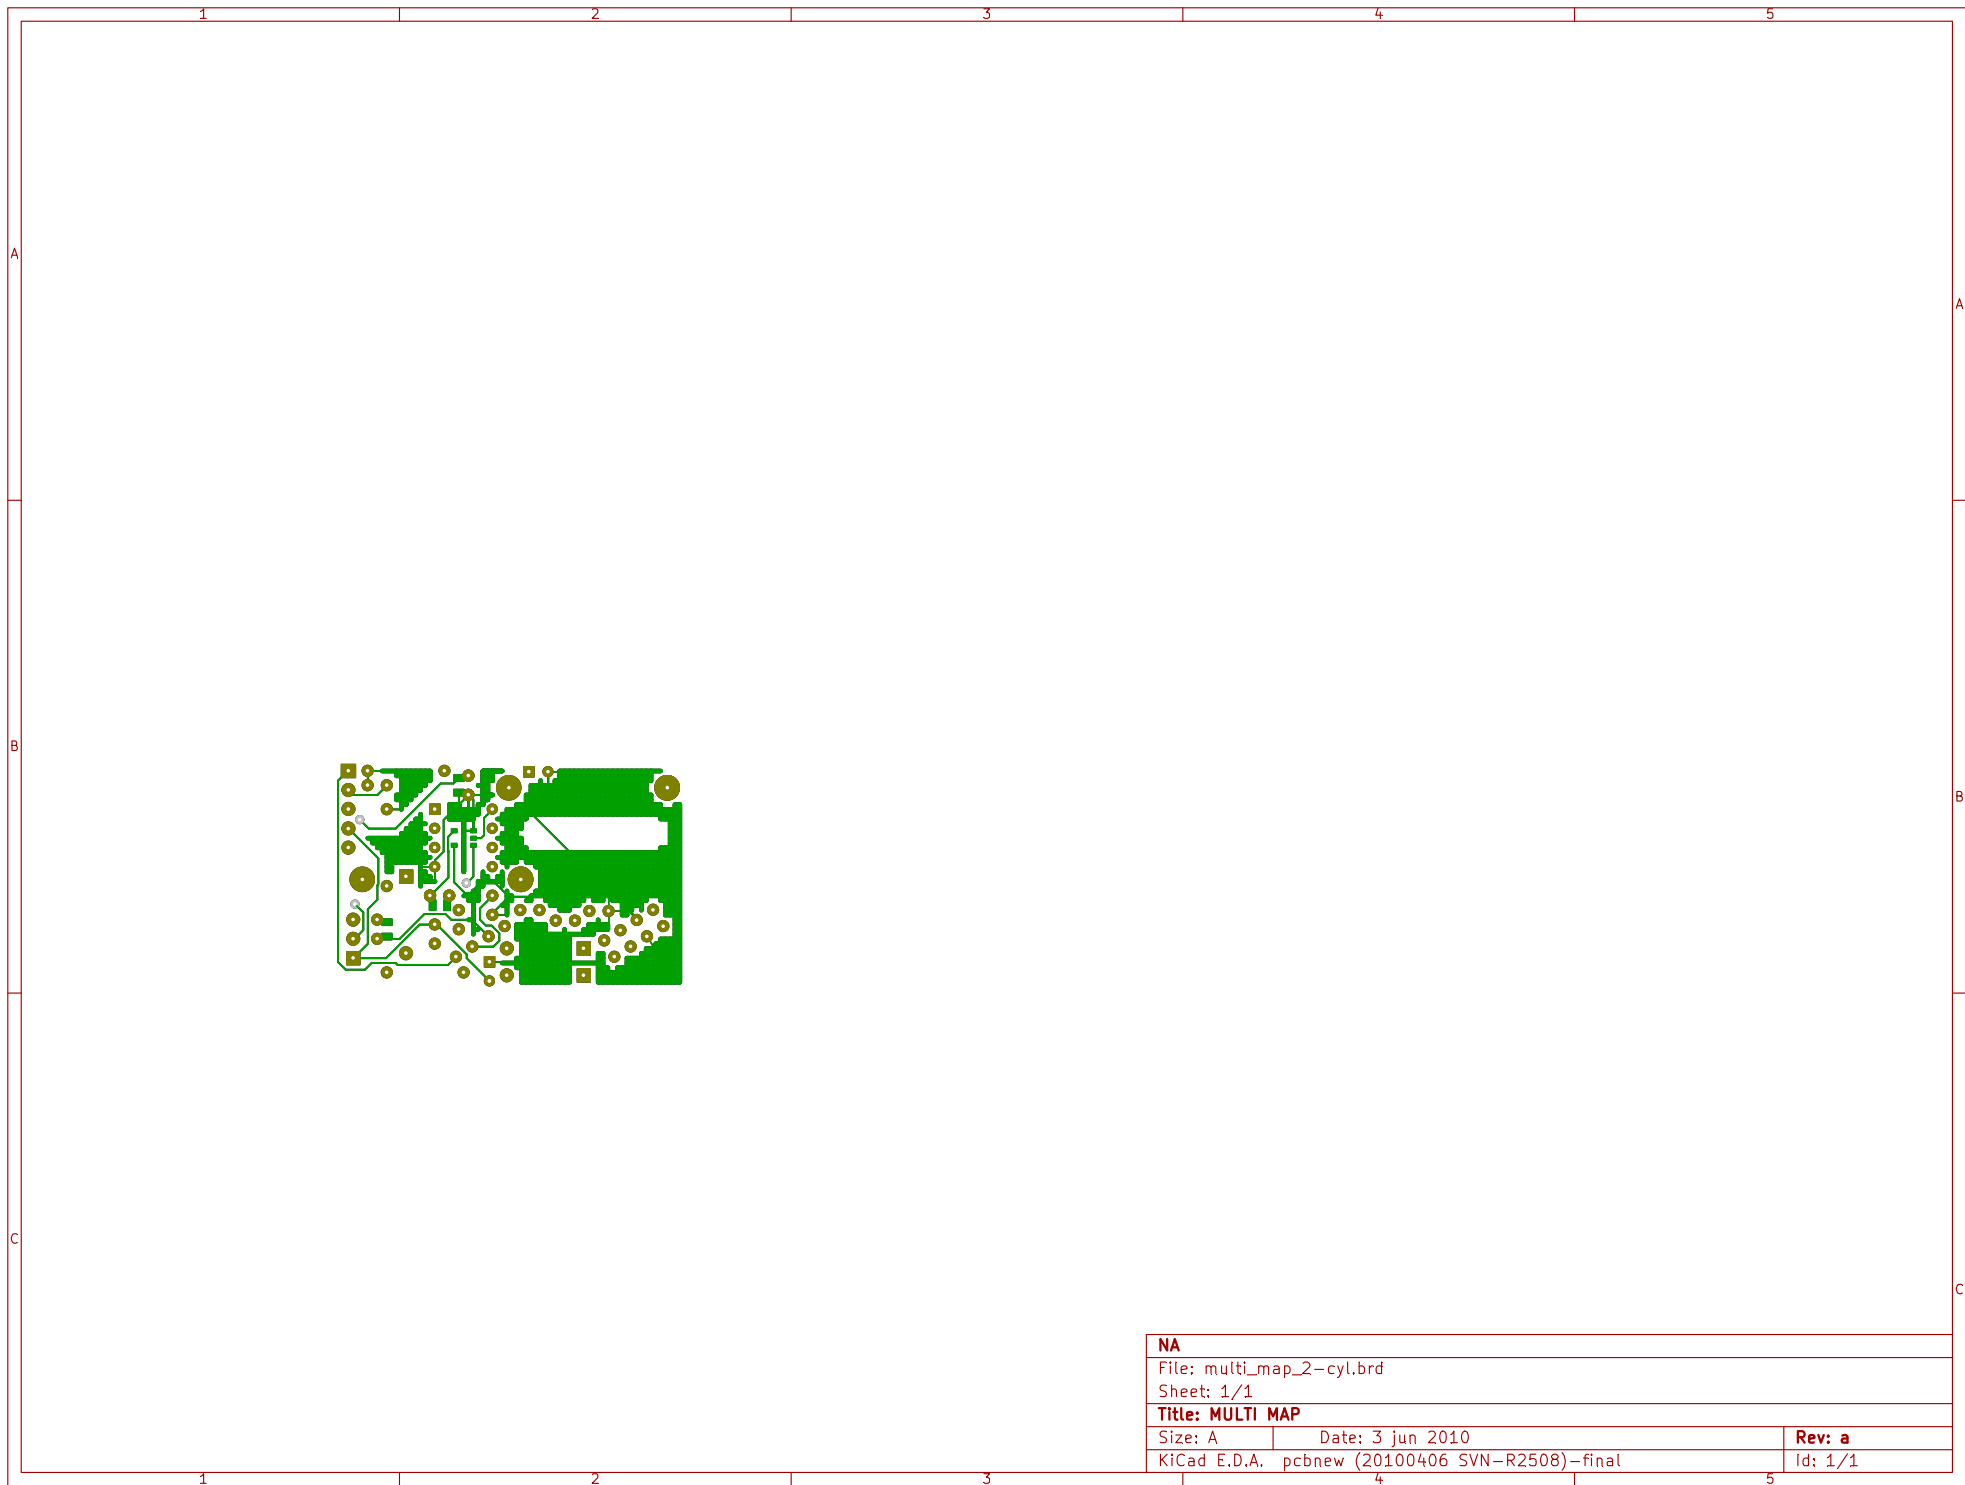 1 2 3 4 5
A A
B B
C C
NA
File: multi_map_2-cyl.brd
Sheet: 1/1
Title: MULTI MAP
Size: A Date: 3 jun 2010 Rev: a
KiCad E.D.A. pcbnew (20100406 SVN-R2508)-final Id: 1/1
1 2 3 4 5